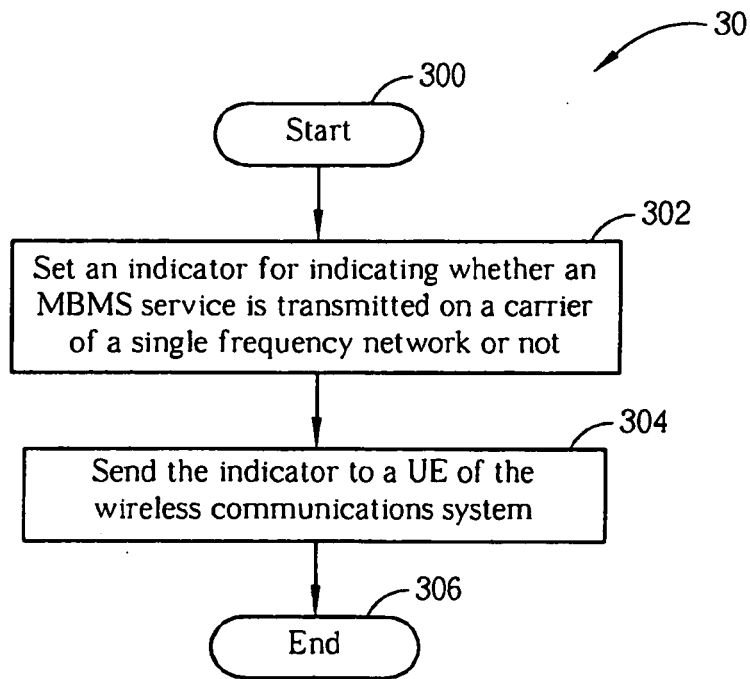 30
300
Start
302
Set an indicator for indicating whether an
MBMS service is transmitted on a carrier
of a single frequency network or not
304
Send the indicator to a UE of the
wireless communications system
306
End